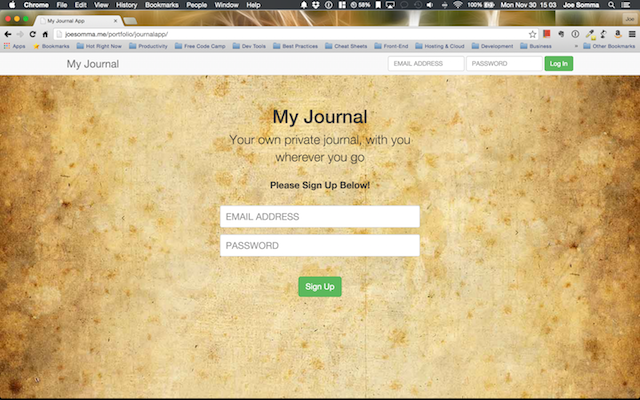 Chrome File Edit View History Bookmarks People Window Help 58% 100% Mon Nov 30 15:03 Joe Somma
My Journal App
Joe
joesomma.me/portfolio/journalapp/
Apps Bookmarks Hot Right Now Productivity Free Code Camp Dev Tools Best Practices Cheat Sheets Front-End Hosting & Cloud Development Business » Other Bookmarks
My Journal EMAIL ADDRESS PASSWORD Log In
My Journal
Your own private journal, with you
wherever you go
Please Sign Up Below!
EMAIL ADDRESS
PASSWORD
Sign Up